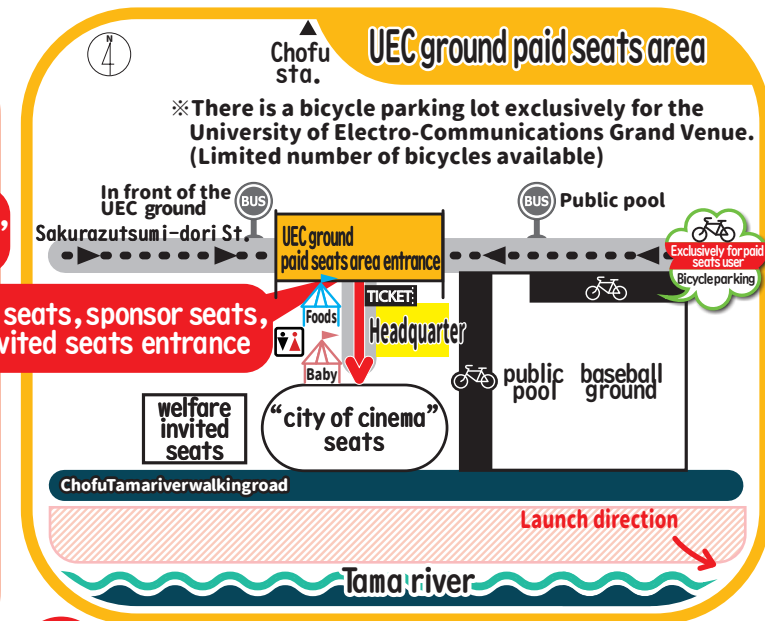 N
Chofu
sta.
UEC ground paid seats area
※There is a bicycle parking lot exclusively for the
University of Electro-Communications Grand Venue.
(Limited number of bicycles available)
In front of the
UEC ground
BUS
BUS
Public pool
Sakurazutsumi-dori St.
UEC ground
paid seats area entrance
Exclusively for paid
seats user
Bicycle parking
seats, sponsor seats,
vited seats entrance
Foods
TICKET
Headquarter
Baby
public
pool
baseball
ground
welfare
invited
seats
“city of cinema”
seats
ChofuTamariverwalkingroad
Launch direction
Tama river